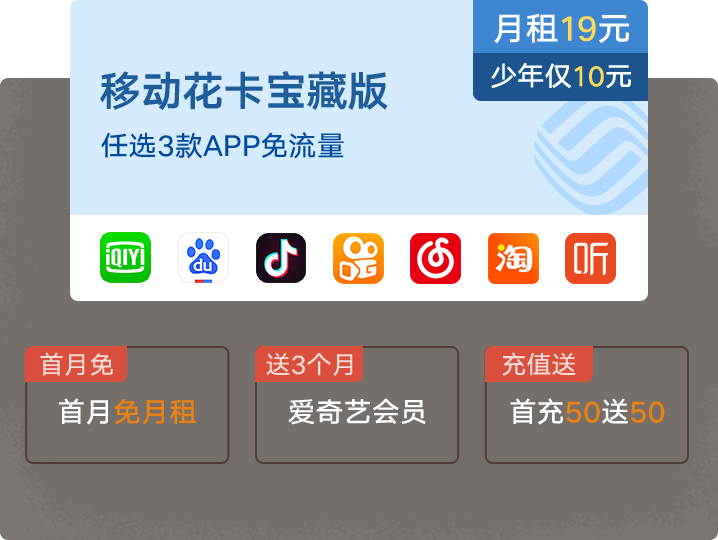 月租19元
少年仅10元
移动花卡宝藏版
任选3款APP免流量
iQIYI
du
淘
听
首月免
首月免月租
送3个月
爱奇艺会员
充值送
首充50送50